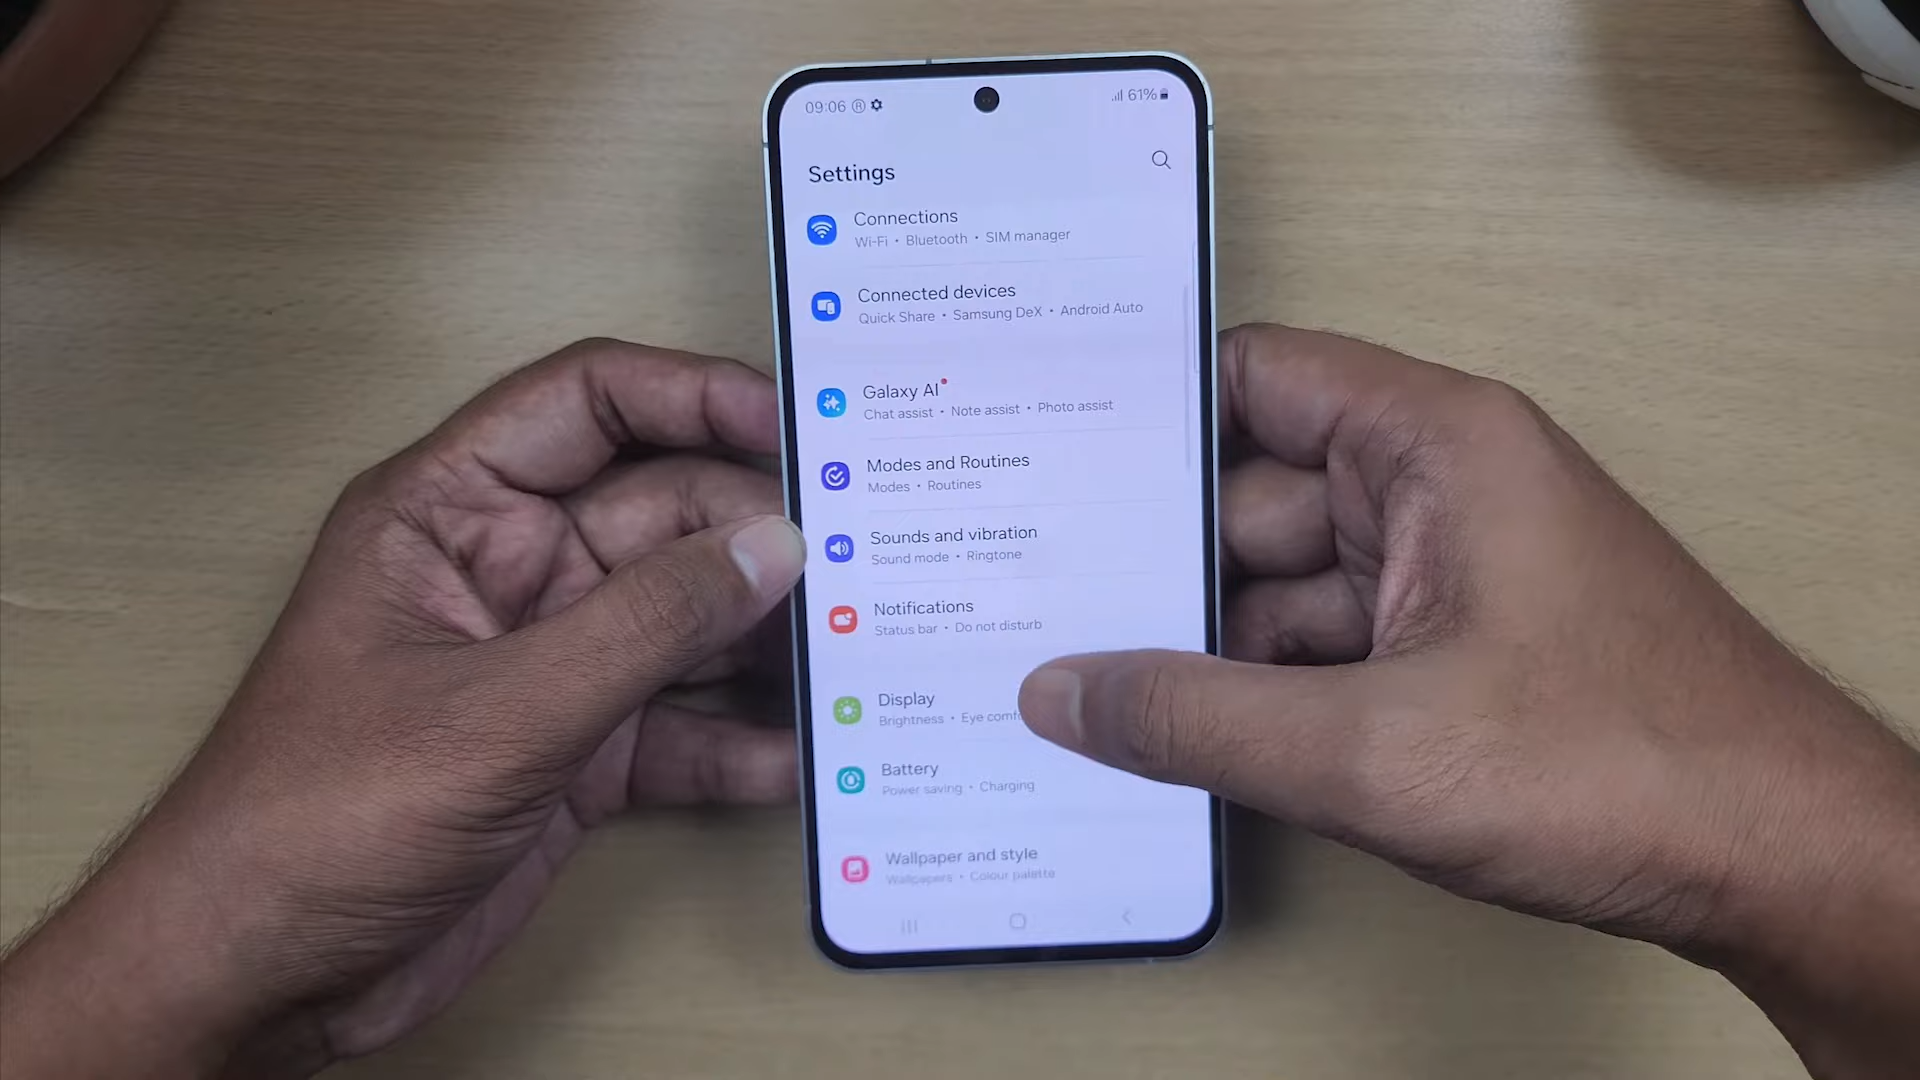 09:06 ® 61%
Settings
Connections
Wi-Fi • Bluetooth • SIM manager
Connected devices
Quick Share • Samsung DeX • Android Auto
Galaxy AI
Chat assist • Note assist • Photo assist
Modes and Routines
Modes • Routines
Sounds and vibration
Sound mode • Ringtone
Notifications
Status bar • Do not disturb
Display
Brightness • Eye
Battery
Power saving • Charging
Wallpaper and style
Wallpapers • Colour palette